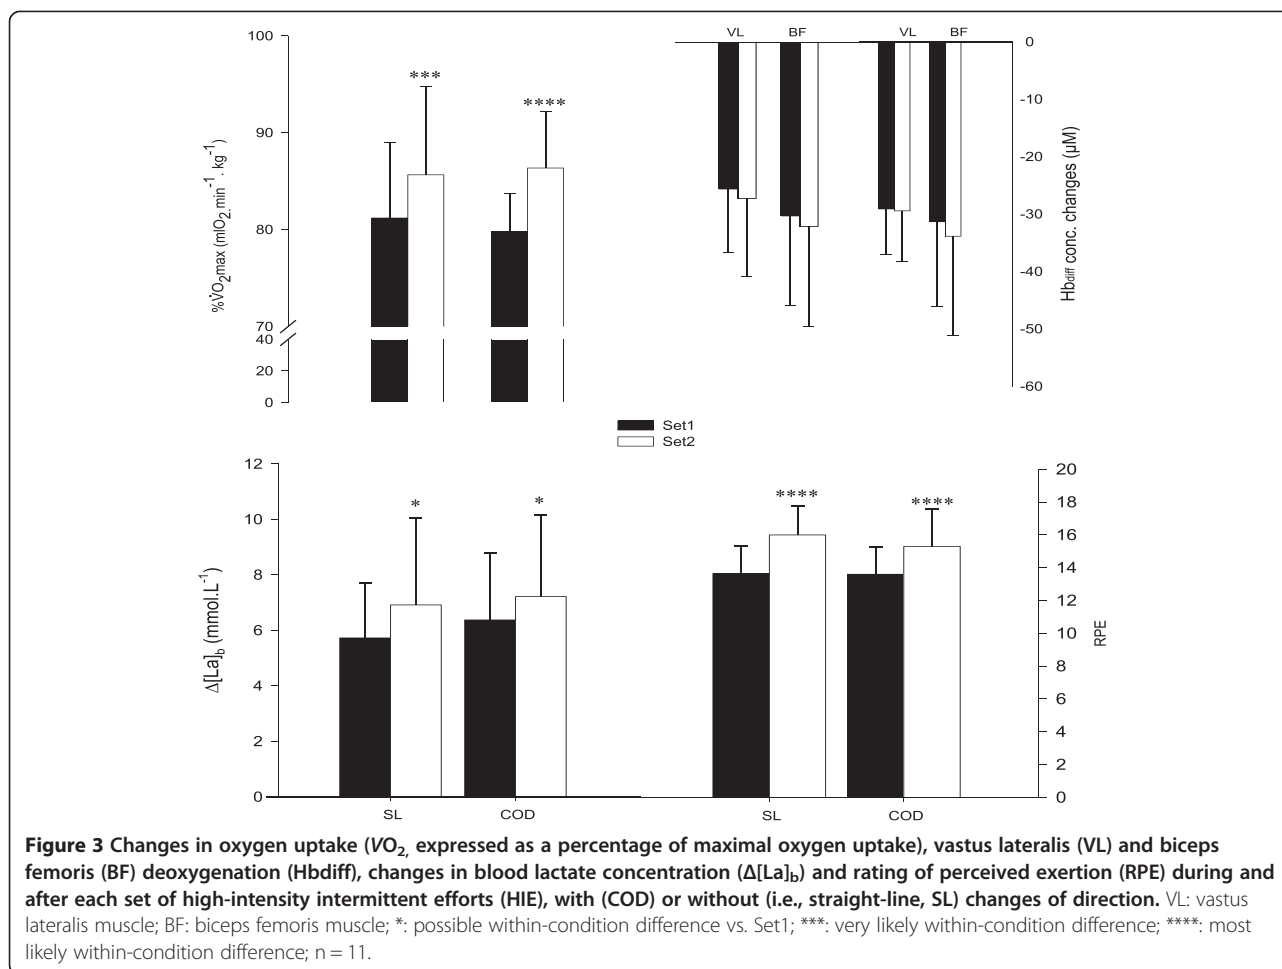 100
90
80
70
40
20
0
%V̇O2max (mlO2.min-1. kg-1)
***
****
VL BF VL BF
0
-10
-20
-30
-40
-50
-60
Hbdiff conc. changes (µM)
Set1
Set2
12
10
8
6
4
2
0
Δ[La]b (mmol.L-1)
*
*
SL COD
****
****
20
18
16
14
12
10
8
6
4
2
0
RPE
SL COD
Figure 3 Changes in oxygen uptake (VO2, expressed as a percentage of maximal oxygen uptake), vastus lateralis (VL) and biceps
femoris (BF) deoxygenation (Hbdiff), changes in blood lactate concentration (Δ[La]b) and rating of perceived exertion (RPE) during and
after each set of high-intensity intermittent efforts (HIE), with (COD) or without (i.e., straight-line, SL) changes of direction. VL: vastus
lateralis muscle; BF: biceps femoris muscle; *: possible within-condition difference vs. Set1; ***: very likely within-condition difference; ****: most
likely within-condition difference; n = 11.